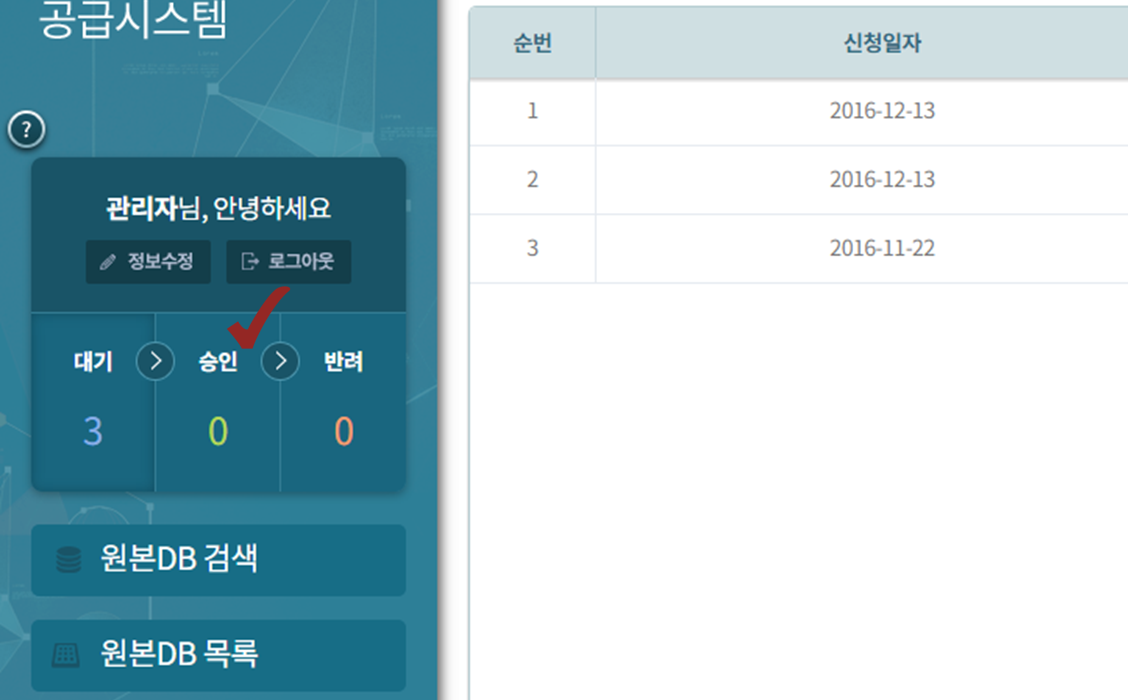 공급시스템
?
관리자님, 안녕하세요
정보수정 로그아웃
대기 승인 반려
3 0 0
원본DB 검색
원본DB 목록
순번 신청일자
1 2016-12-13
2 2016-12-13
3 2016-11-22